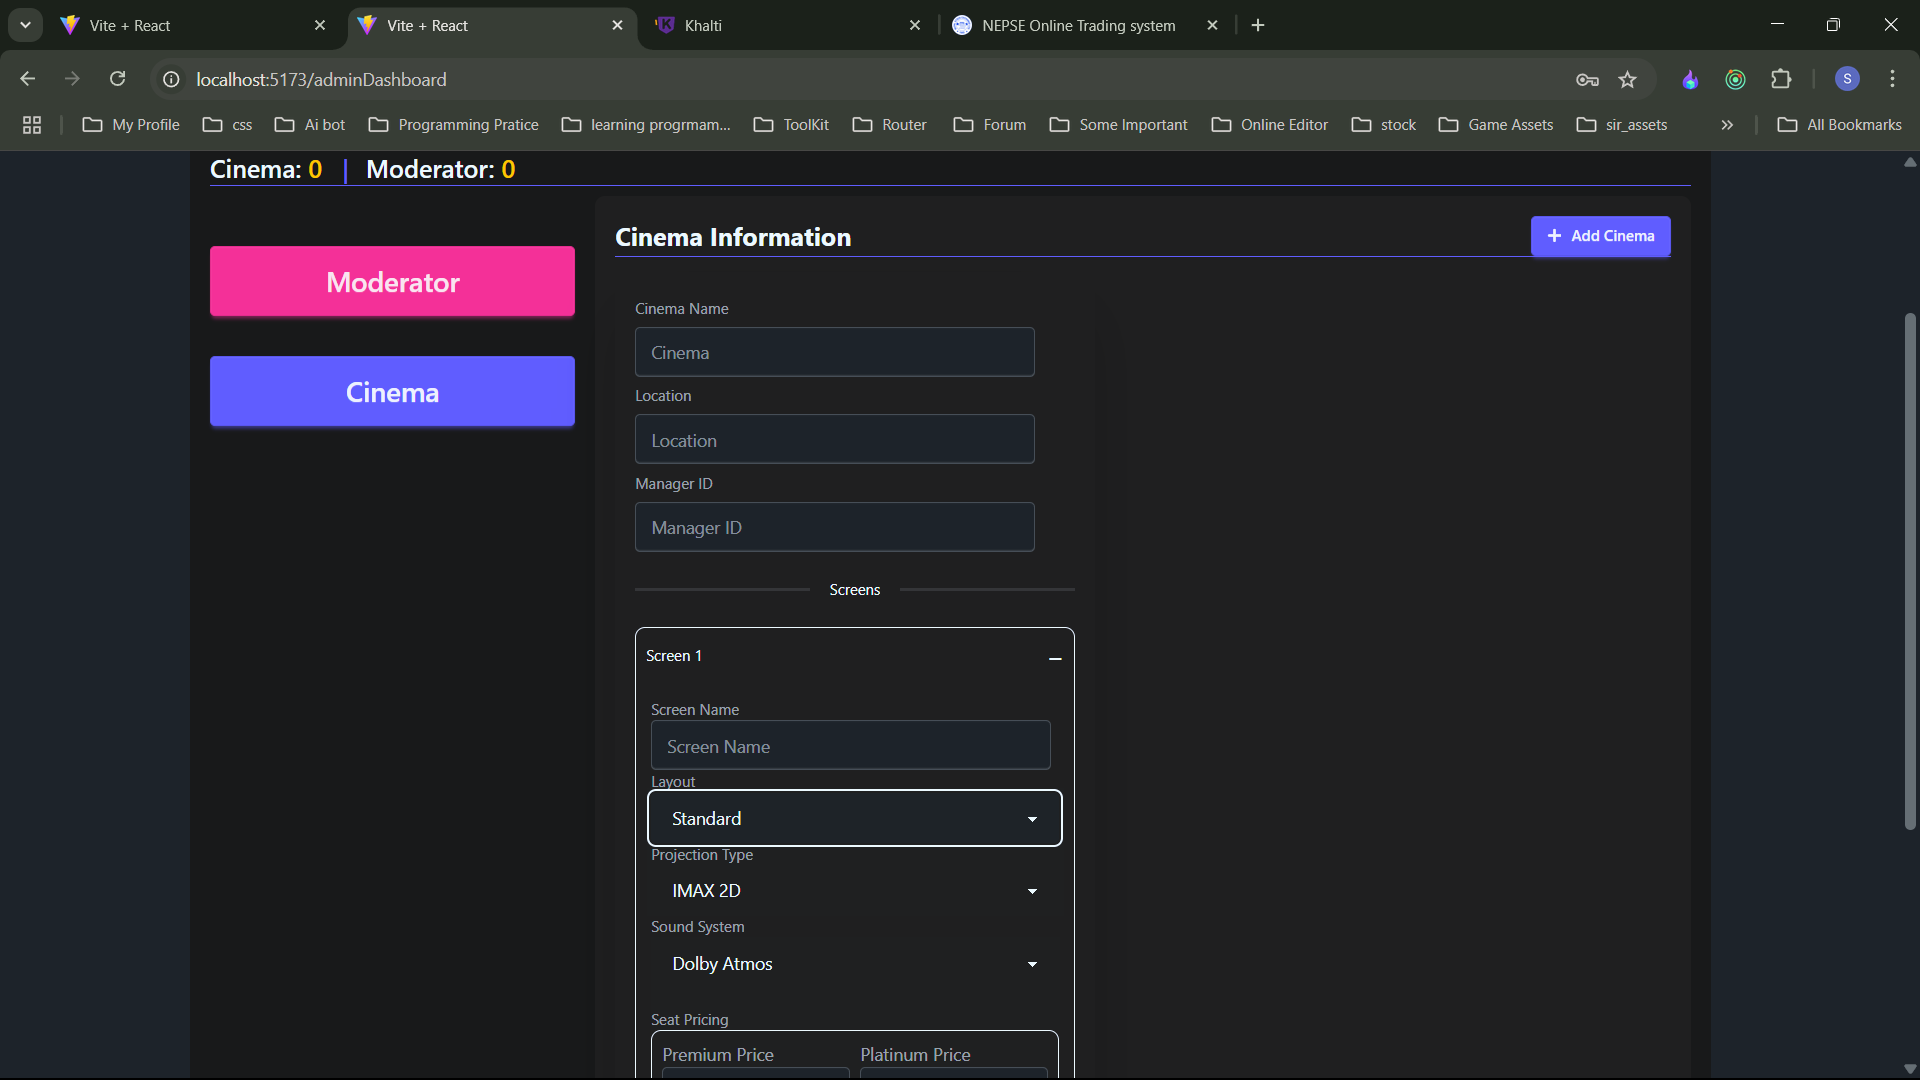 Vite + React
Vite + React
Khalti
NEPSE Online Trading system
localhost:5173/adminDashboard
S
My Profile
css
Ai bot
Programming Pratice
learning progrmam...
ToolKit
Router
Forum
Some Important
Online Editor
stock
Game Assets
sir_assets
»
All Bookmarks
Cinema: 0 | Moderator: 0
Moderator
Cinema
Cinema Information
+ Add Cinema
Cinema Name
Cinema
Location
Location
Manager ID
Manager ID
Screens
Screen 1
Screen Name
Screen Name
Layout
Standard
Projection Type
IMAX 2D
Sound System
Dolby Atmos
Seat Pricing
Premium Price
Platinum Price